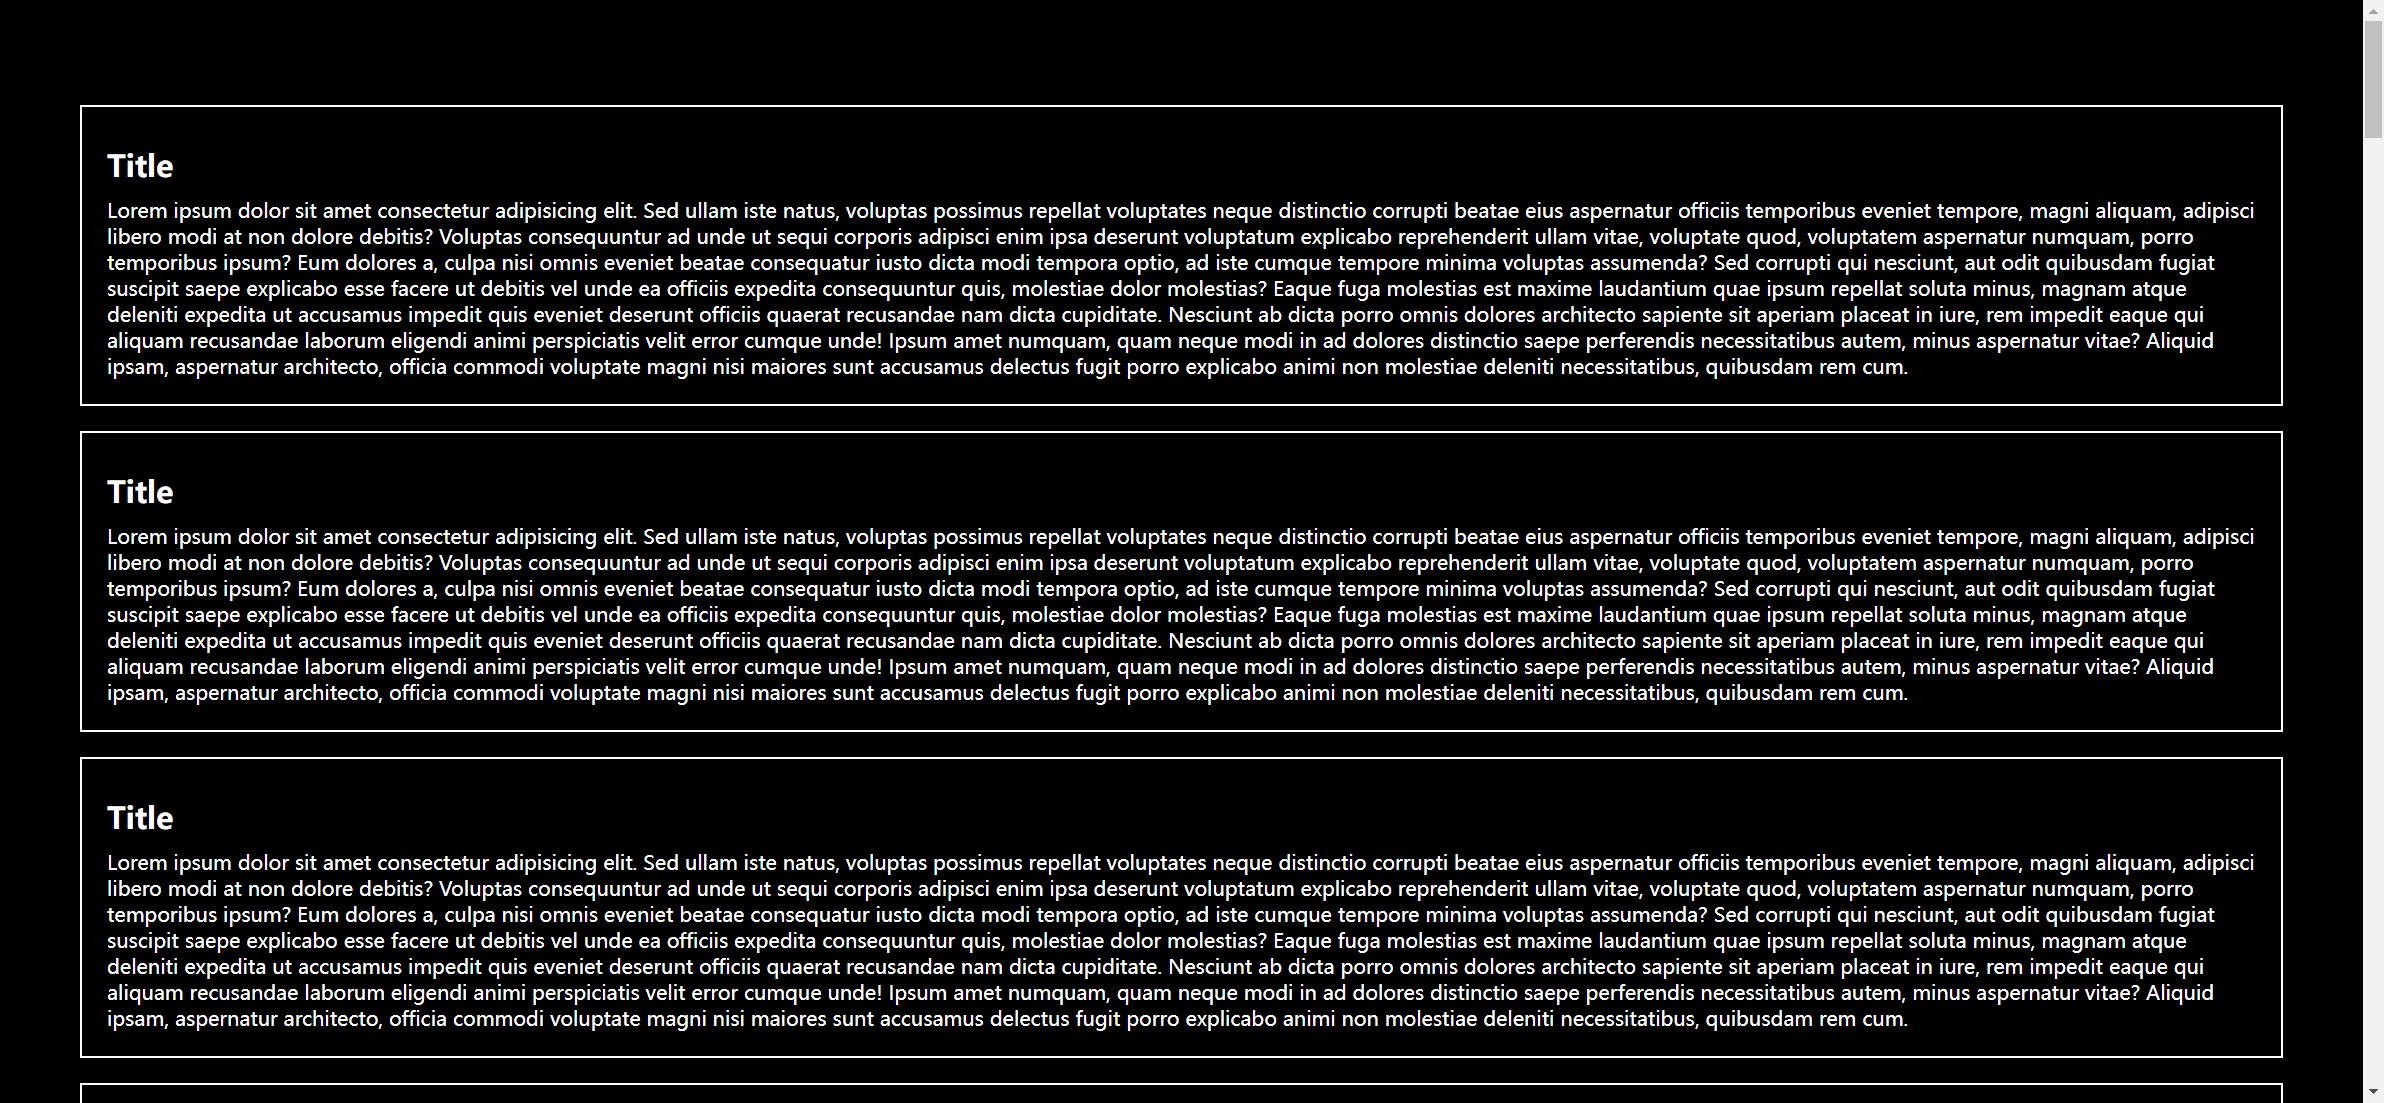 Title
Lorem ipsum dolor sit amet consectetur adipisicing elit. Sed ullam iste natus, voluptas possimus repellat voluptates neque distinctio corrupti beatae eius aspernatur officiis temporibus eveniet tempore, magni aliquam, adipisci
libero modi at non dolore debitis? Voluptas consequuntur ad unde ut sequi corporis adipisci enim ipsa deserunt voluptatum explicabo reprehenderit ullam vitae, voluptate quod, voluptatem aspernatur numquam, porro
temporibus ipsum? Eum dolores a, culpa nisi omnis eveniet beatae consequatur iusto dicta modi tempora optio, ad iste cumque tempore minima voluptas assumenda? Sed corrupti qui nesciunt, aut odit quibusdam fugiat
suscipit saepe explicabo esse facere ut debitis vel unde ea officiis expedita consequuntur quis, molestiae dolor molestias? Eaque fuga molestias est maxime laudantium quae ipsum repellat soluta minus, magnam atque
deleniti expedita ut accusamus impedit quis eveniet deserunt officiis quaerat recusandae nam dicta cupiditate. Nesciunt ab dicta porro omnis dolores architecto sapiente sit aperiam placeat in iure, rem impedit eaque qui
aliquam recusandae laborum eligendi animi perspiciatis velit error cumque unde! Ipsum amet numquam, quam neque modi in ad dolores distinctio saepe perferendis necessitatibus autem, minus aspernatur vitae? Aliquid
ipsam, aspernatur architecto, officia commodi voluptate magni nisi maiores sunt accusamus delectus fugit porro explicabo animi non molestiae deleniti necessitatibus, quibusdam rem cum.
Title
Lorem ipsum dolor sit amet consectetur adipisicing elit. Sed ullam iste natus, voluptas possimus repellat voluptates neque distinctio corrupti beatae eius aspernatur officiis temporibus eveniet tempore, magni aliquam, adipisci
libero modi at non dolore debitis? Voluptas consequuntur ad unde ut sequi corporis adipisci enim ipsa deserunt voluptatum explicabo reprehenderit ullam vitae, voluptate quod, voluptatem aspernatur numquam, porro
temporibus ipsum? Eum dolores a, culpa nisi omnis eveniet beatae consequatur iusto dicta modi tempora optio, ad iste cumque tempore minima voluptas assumenda? Sed corrupti qui nesciunt, aut odit quibusdam fugiat
suscipit saepe explicabo esse facere ut debitis vel unde ea officiis expedita consequuntur quis, molestiae dolor molestias? Eaque fuga molestias est maxime laudantium quae ipsum repellat soluta minus, magnam atque
deleniti expedita ut accusamus impedit quis eveniet deserunt officiis quaerat recusandae nam dicta cupiditate. Nesciunt ab dicta porro omnis dolores architecto sapiente sit aperiam placeat in iure, rem impedit eaque qui
aliquam recusandae laborum eligendi animi perspiciatis velit error cumque unde! Ipsum amet numquam, quam neque modi in ad dolores distinctio saepe perferendis necessitatibus autem, minus aspernatur vitae? Aliquid
ipsam, aspernatur architecto, officia commodi voluptate magni nisi maiores sunt accusamus delectus fugit porro explicabo animi non molestiae deleniti necessitatibus, quibusdam rem cum.
Title
Lorem ipsum dolor sit amet consectetur adipisicing elit. Sed ullam iste natus, voluptas possimus repellat voluptates neque distinctio corrupti beatae eius aspernatur officiis temporibus eveniet tempore, magni aliquam, adipisci
libero modi at non dolore debitis? Voluptas consequuntur ad unde ut sequi corporis adipisci enim ipsa deserunt voluptatum explicabo reprehenderit ullam vitae, voluptate quod, voluptatem aspernatur numquam, porro
temporibus ipsum? Eum dolores a, culpa nisi omnis eveniet beatae consequatur iusto dicta modi tempora optio, ad iste cumque tempore minima voluptas assumenda? Sed corrupti qui nesciunt, aut odit quibusdam fugiat
suscipit saepe explicabo esse facere ut debitis vel unde ea officiis expedita consequuntur quis, molestiae dolor molestias? Eaque fuga molestias est maxime laudantium quae ipsum repellat soluta minus, magnam atque
deleniti expedita ut accusamus impedit quis eveniet deserunt officiis quaerat recusandae nam dicta cupiditate. Nesciunt ab dicta porro omnis dolores architecto sapiente sit aperiam placeat in iure, rem impedit eaque qui
aliquam recusandae laborum eligendi animi perspiciatis velit error cumque unde! Ipsum amet numquam, quam neque modi in ad dolores distinctio saepe perferendis necessitatibus autem, minus aspernatur vitae? Aliquid
ipsam, aspernatur architecto, officia commodi voluptate magni nisi maiores sunt accusamus delectus fugit porro explicabo animi non molestiae deleniti necessitatibus, quibusdam rem cum.